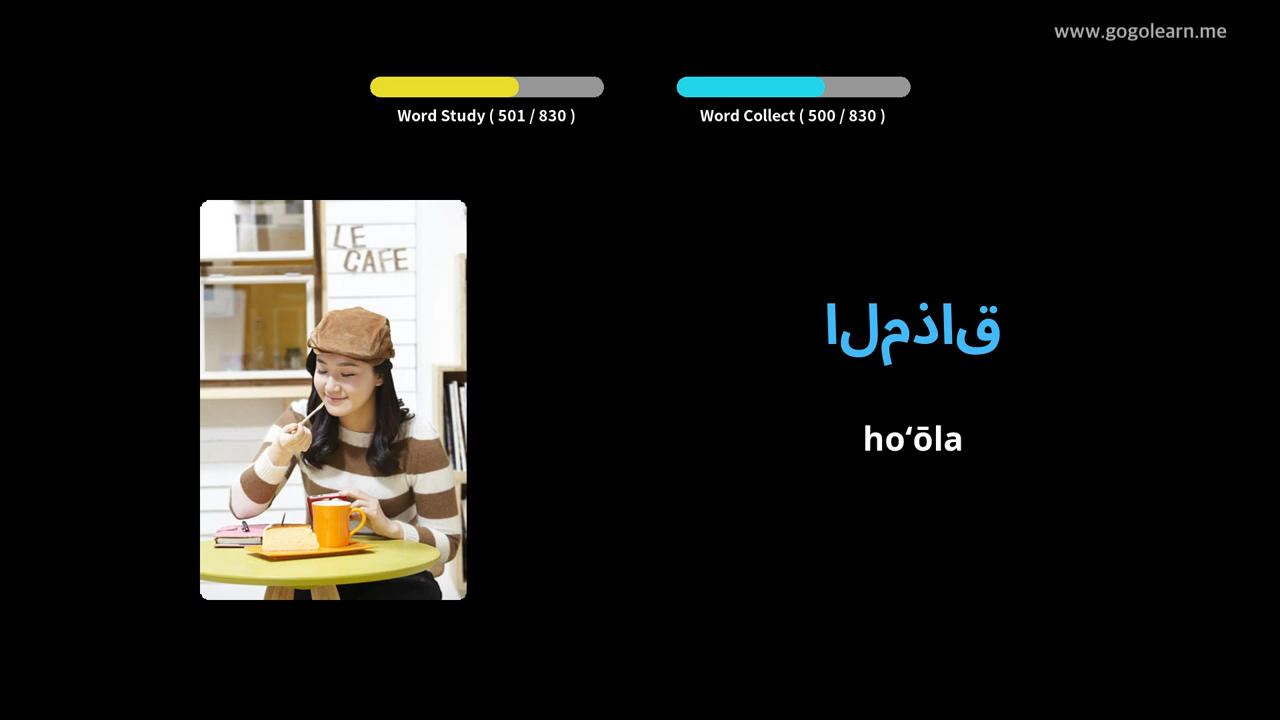 www.gogolearn.me
Word Study ( 501 / 830 )
Word Collect ( 500 / 830 )
LE
CAFE
المذاق
hoʻōla